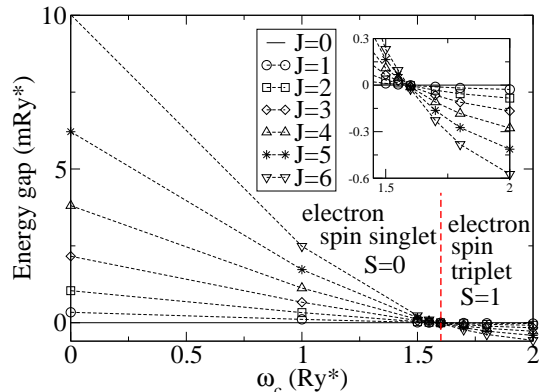 Energy gap (mRy*)
10
5
0
J=0
J=1
J=2
J=3
J=4
J=5
J=6
0.3
0
-0.3
-0.6
1.5
2
electron
spin singlet
S=0
electron
spin
triplet
S=1
0
0.5
1
1.5
2
ω_c (Ry*)